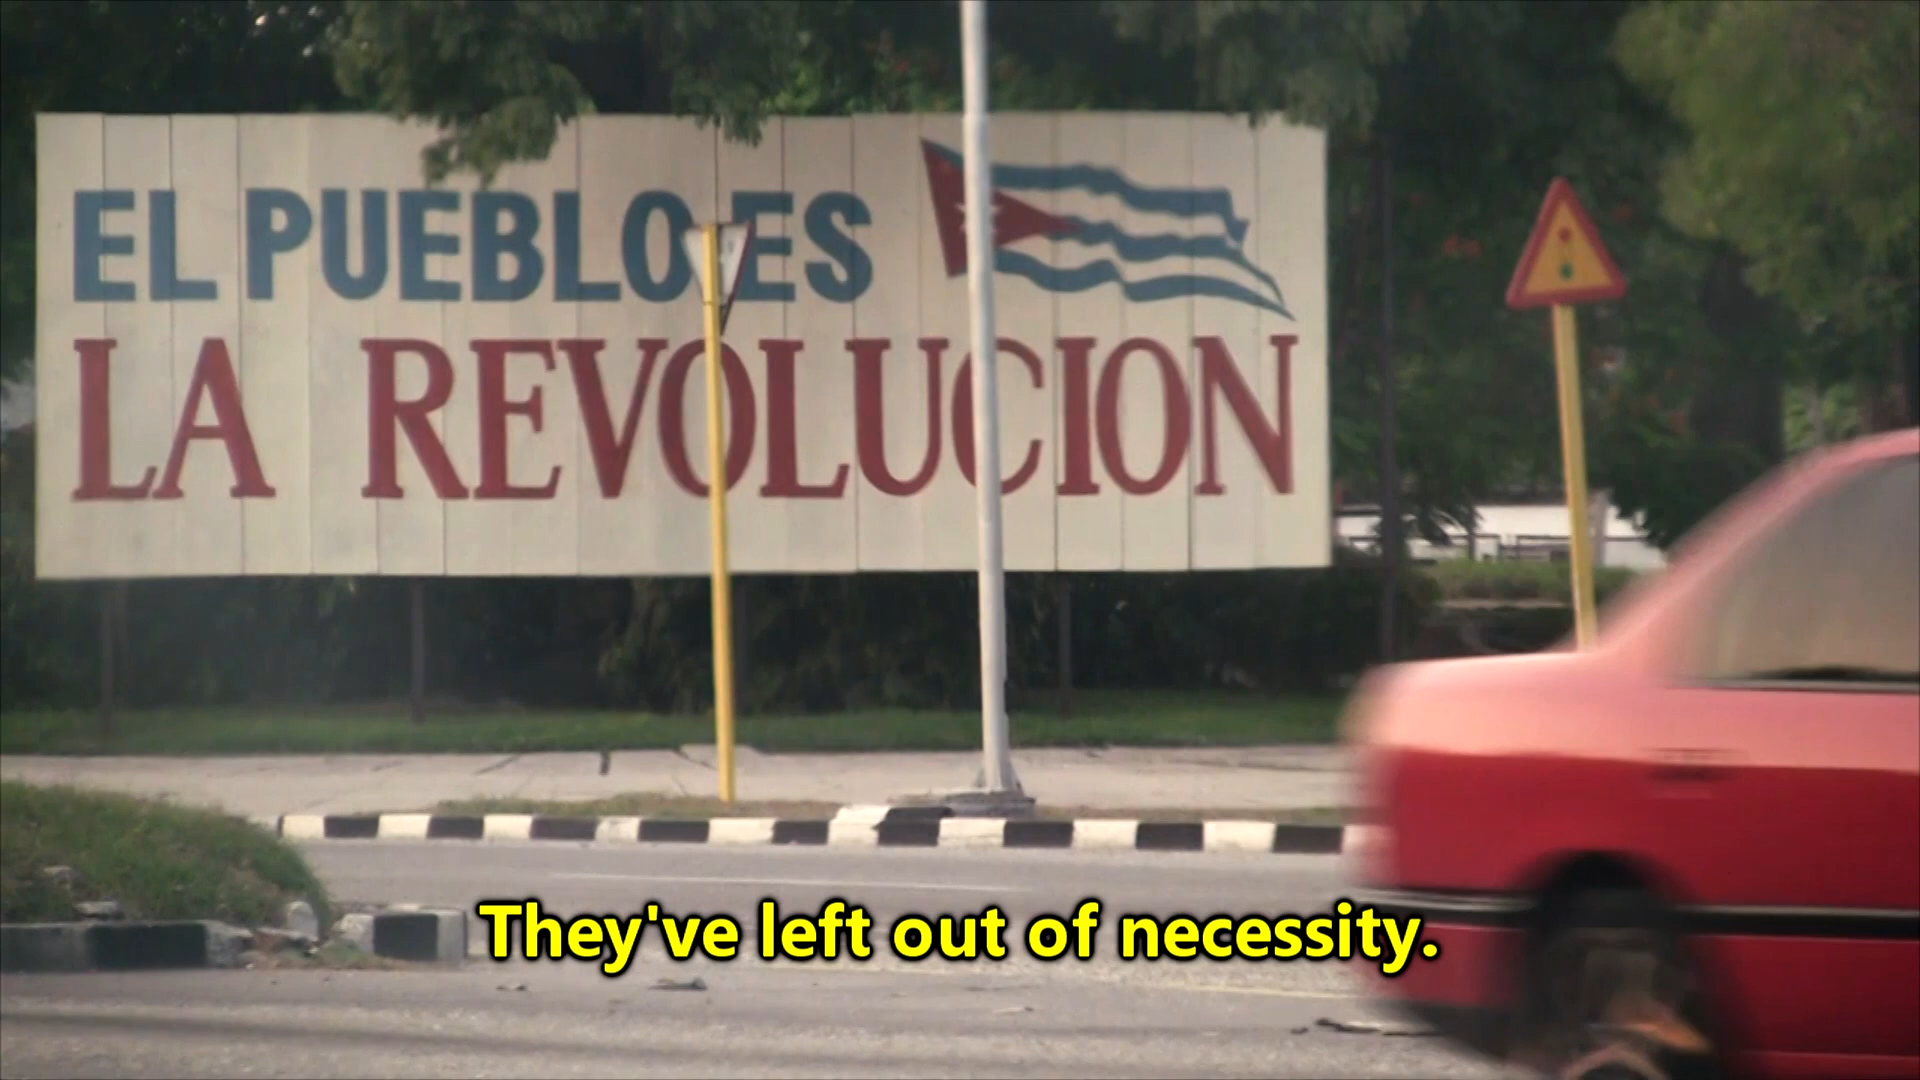 EL PUEBLO ES
LA REVOLUCION
They've left out of necessity.